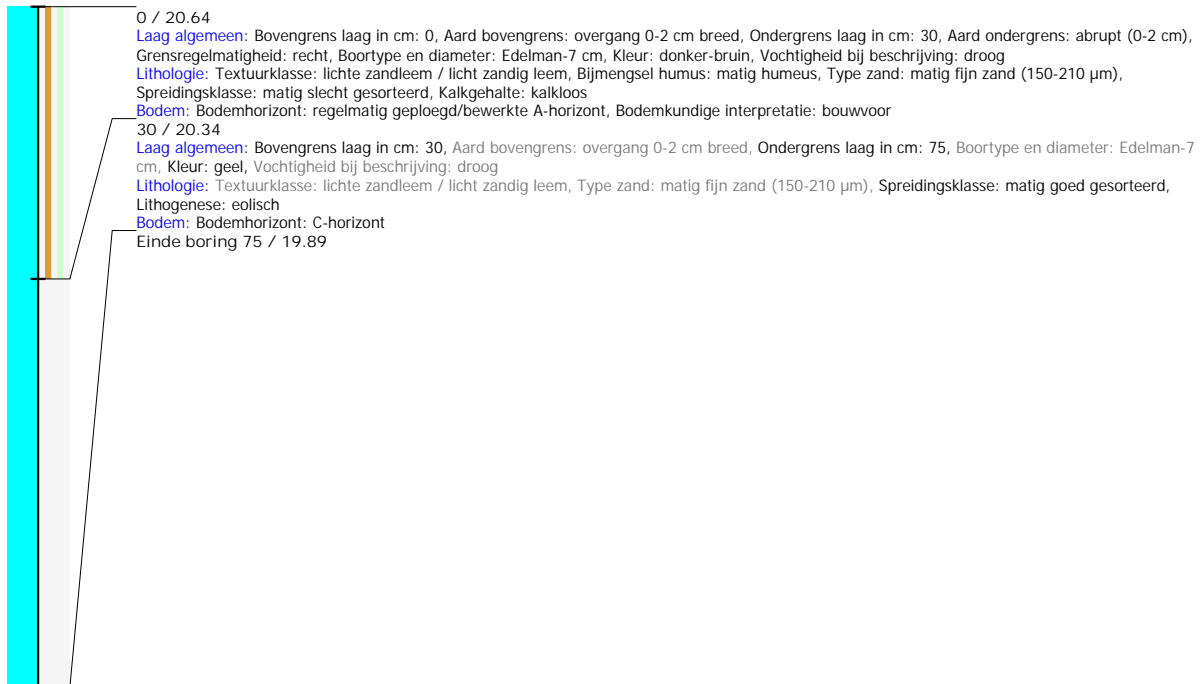 0 / 20.64
Laag algemeen: Bovengrens laag in cm: 0, Aard bovengrens: overgang 0-2 cm breed, Ondergrens laag in cm: 30, Aard ondergrens: abrupt (0-2 cm),
Grensregelmatigheid: recht, Boortype en diameter: Edelman-7 cm, Kleur: donker-bruin, Vochtigheid bij beschrijving: droog
Lithologie: Textuurklasse: lichte zandleem / licht zandig leem, Bijmengsel humus: matig humeus, Type zand: matig fijn zand (150-210 µm),
Spreidingsklasse: matig slecht gesorteerd, Kalkgehalte: kalkloos
Bodem: Bodemhorizont: regelmatig geploegd/bewerkte A-horizont, Bodemkundige interpretatie: bouwvoor
30 / 20.34
Laag algemeen: Bovengrens laag in cm: 30, Aard bovengrens: overgang 0-2 cm breed, Ondergrens laag in cm: 75, Boortype en diameter: Edelman-7
cm, Kleur: geel, Vochtigheid bij beschrijving: droog
Lithologie: Textuurklasse: lichte zandleem / licht zandig leem, Type zand: matig fijn zand (150-210 µm), Spreidingsklasse: matig goed gesorteerd,
Lithogenese: eolisch
Bodem: Bodemhorizont: C-horizont
Einde boring 75 / 19.89